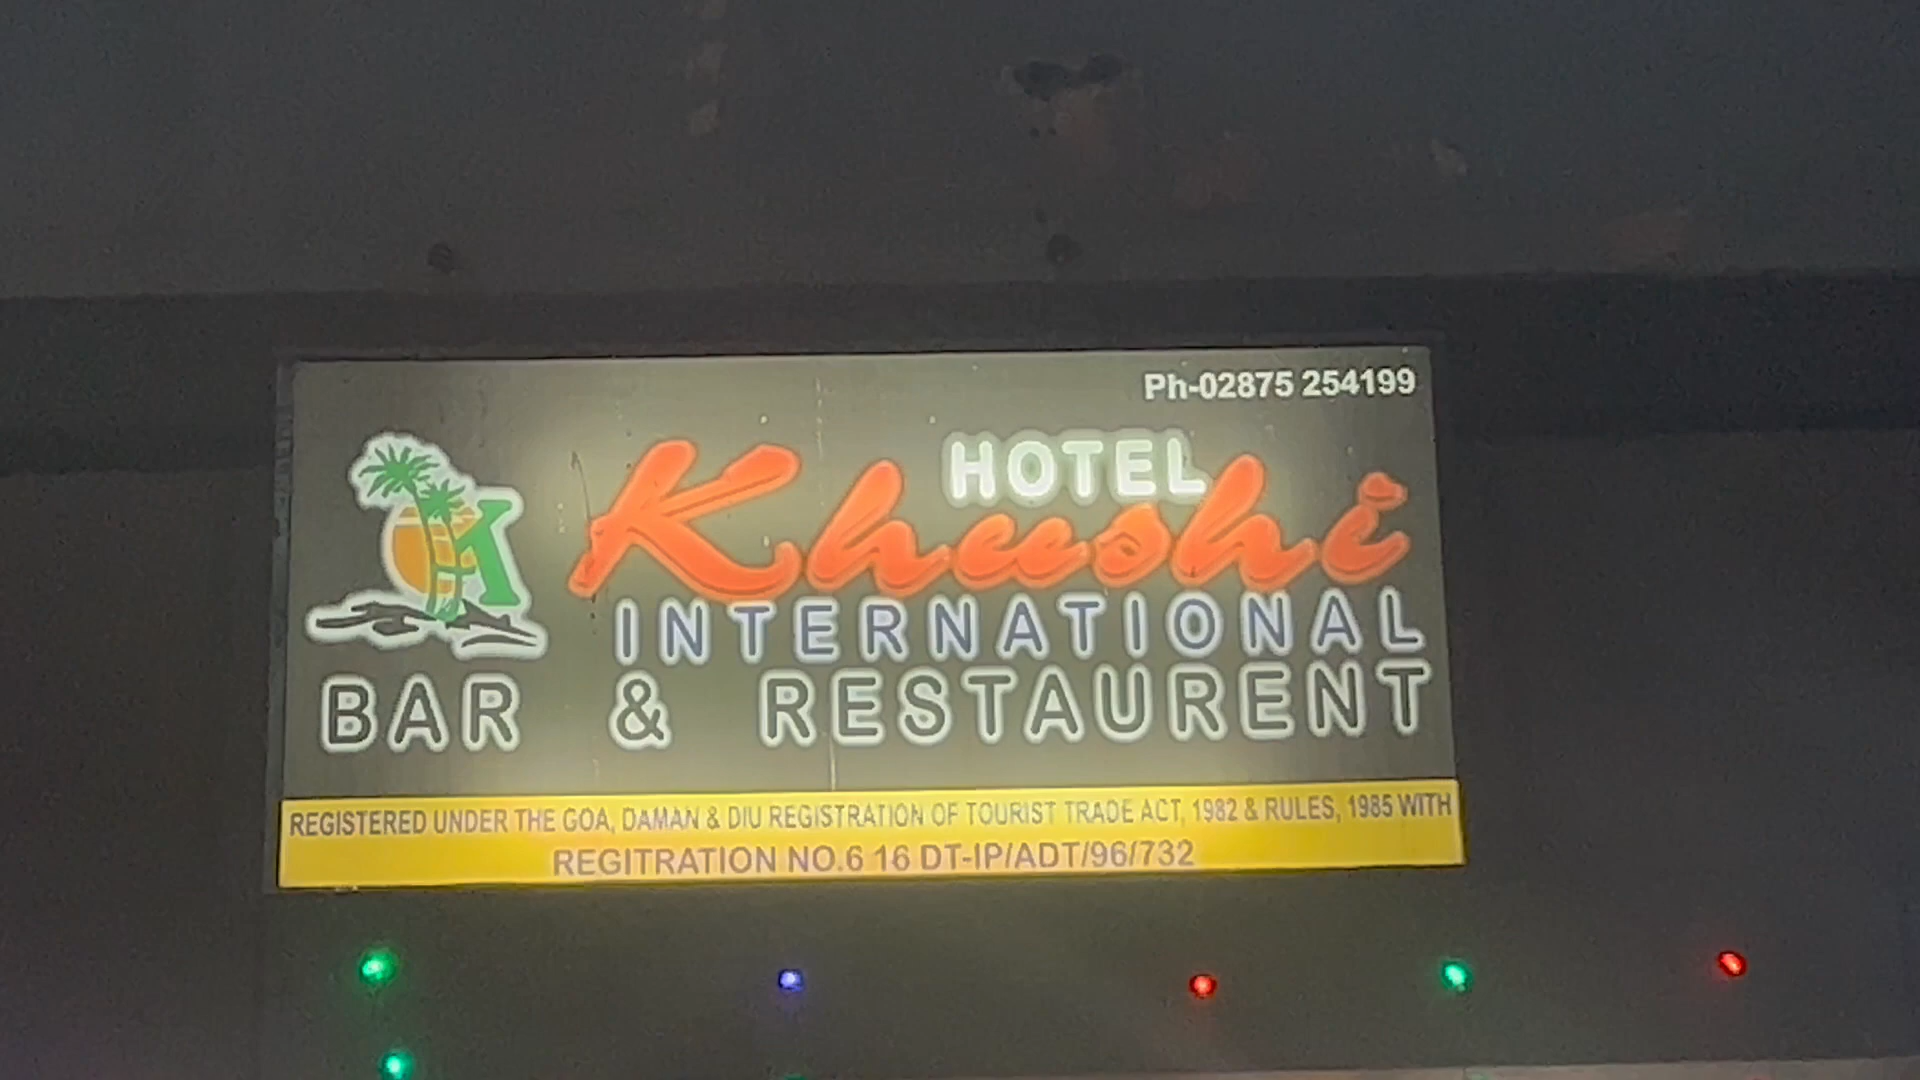 Ph-02875 254199
HOTEL
Khushi
INTERNATIONAL
K
BAR & RESTAURENT
REGISTERED UNDER THE GOA, DAMAN & DIU REGISTRATION OF TOURIST TRADE ACT, 1982 & RULES, 1985 WITH
REGITRATION NO.6 16 DT-IP/ADT/96/732